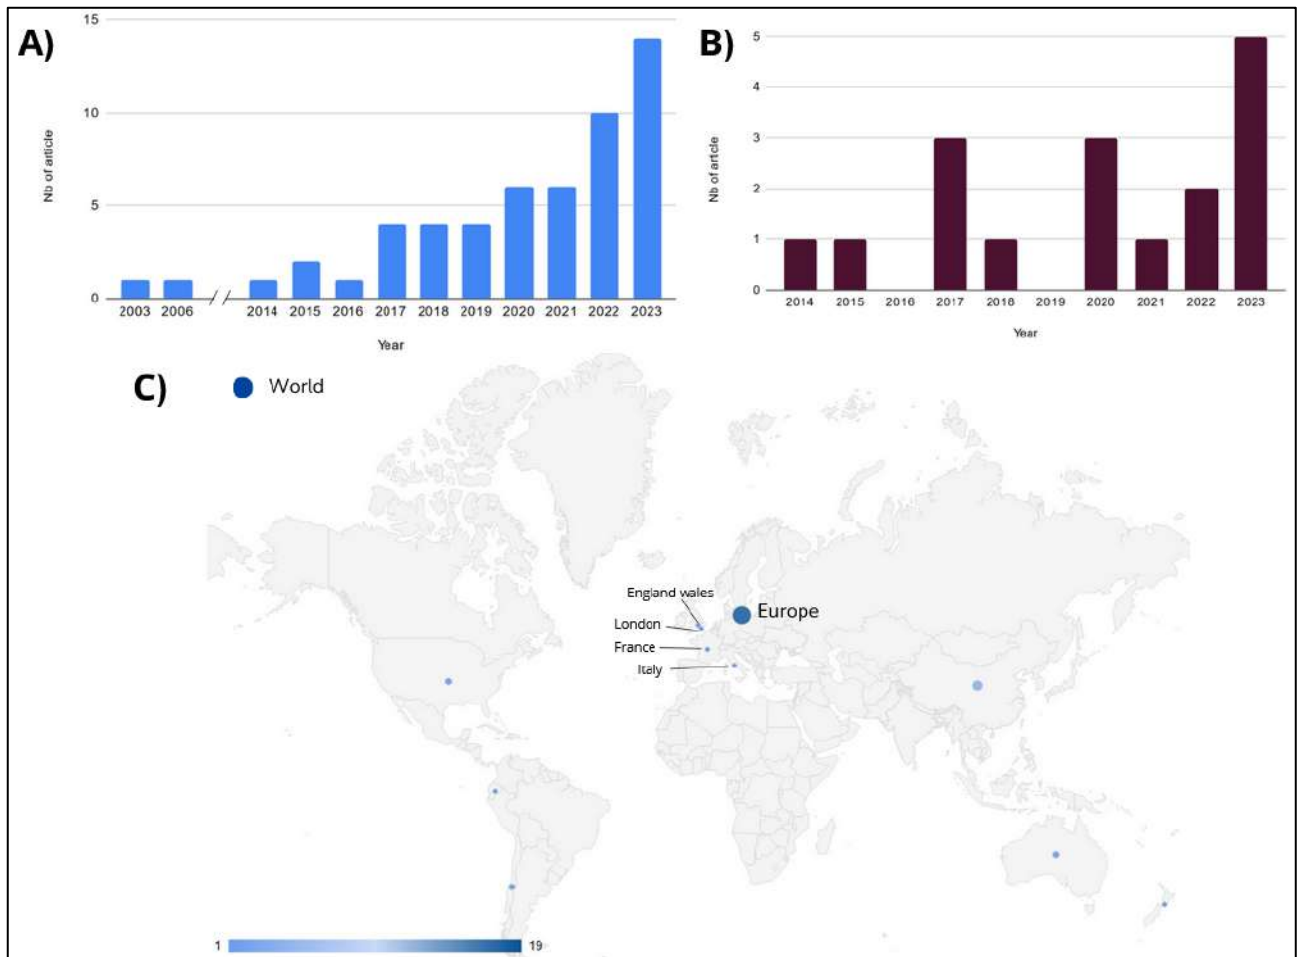 A)
15
10
5
0
Nb of article
2003 2006 2014 2015 2016 2017 2018 2019 2020 2021 2022 2023
Year
B)
5
4
3
2
1
0
Nb of article
2014 2015 2016 2017 2018 2019 2020 2021 2022 2023
Year
C)
World
England wales
Europe
London
France
Italy
1 19